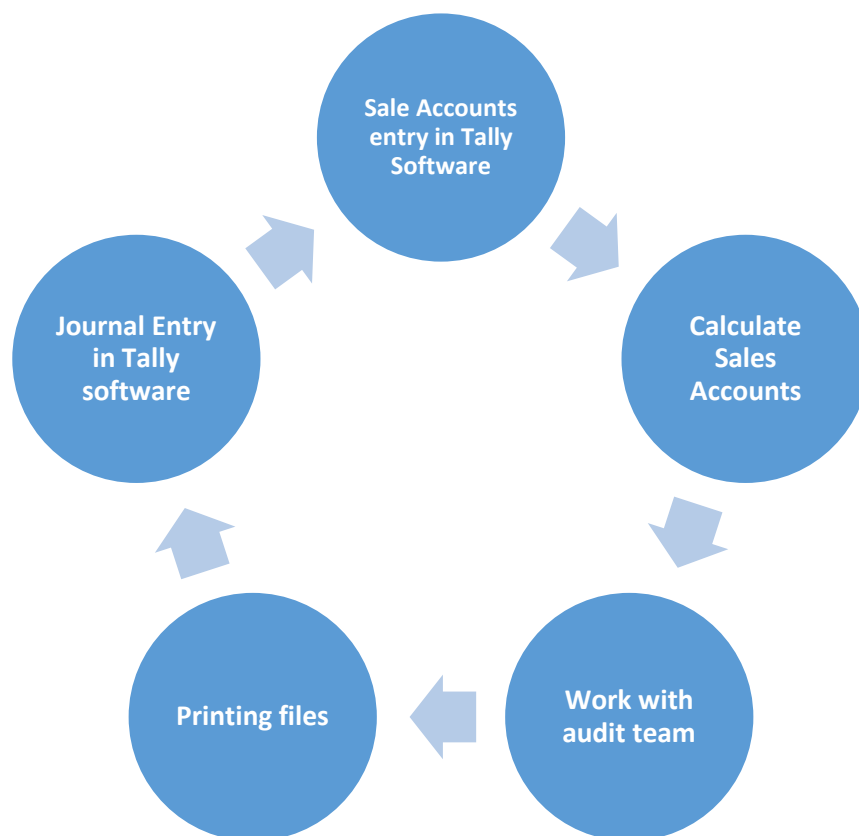 Sale Accounts
entry in Tally
Software
Calculate
Sales
Accounts
Work with
audit team
Printing files
Journal Entry
in Tally
software